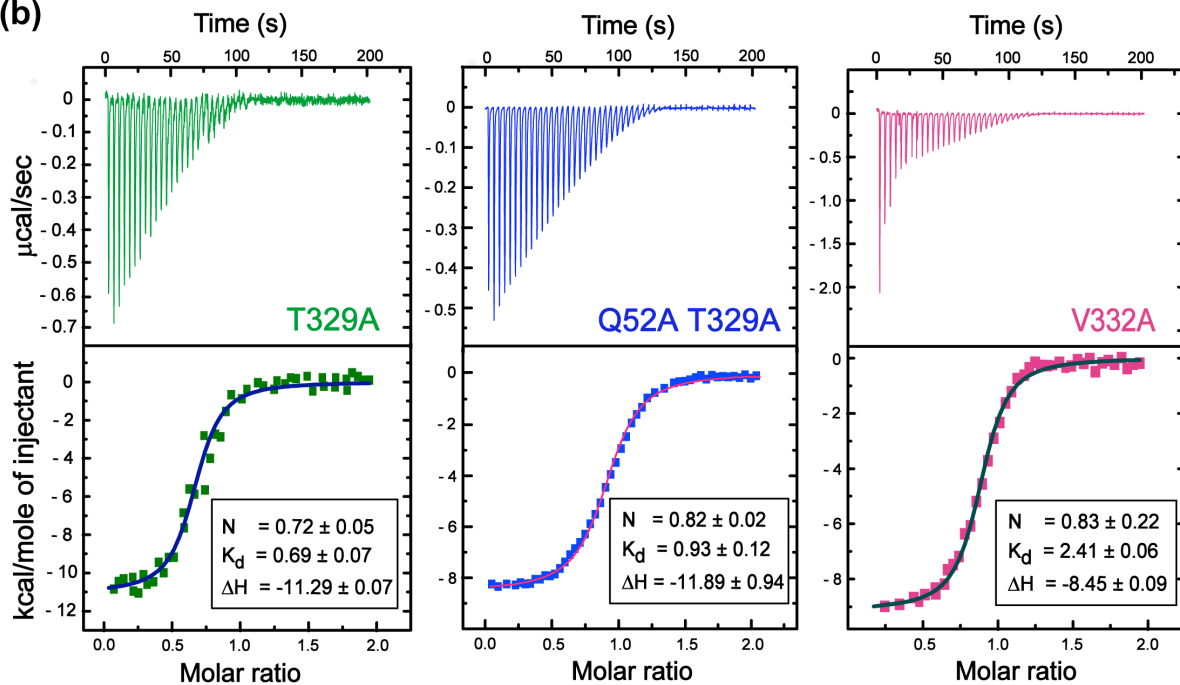 (b)
Time (s) Time (s) Time (s)
0 50 100 150 200 0 50 100 150 200 0 50 100 150 200
μcal/sec
0
- 0.1
- 0.2
- 0.3
- 0.4
- 0.5
- 0.6
- 0.7
T329A
0
- 0.1
- 0.2
- 0.3
- 0.4
- 0.5
Q52A T329A
0
- 0.5
- 1.0
- 1.5
- 2.0
V332A
kcal/mole of injectant
0
- 2
- 4
- 6
- 8
- 10
- 12
N = 0.72 ± 0.05
Kd = 0.69 ± 0.07
ΔH = -11.29 ± 0.07
0
- 2
- 4
- 6
- 8
N = 0.82 ± 0.02
Kd = 0.93 ± 0.12
ΔH = -11.89 ± 0.94
0
- 2
- 4
- 6
- 8
N = 0.83 ± 0.22
Kd = 2.41 ± 0.06
ΔH = -8.45 ± 0.09
0.0 0.5 1.0 1.5 2.0 0.0 0.5 1.0 1.5 2.0 0.5 1.0 1.5 2.0
Molar ratio Molar ratio Molar ratio